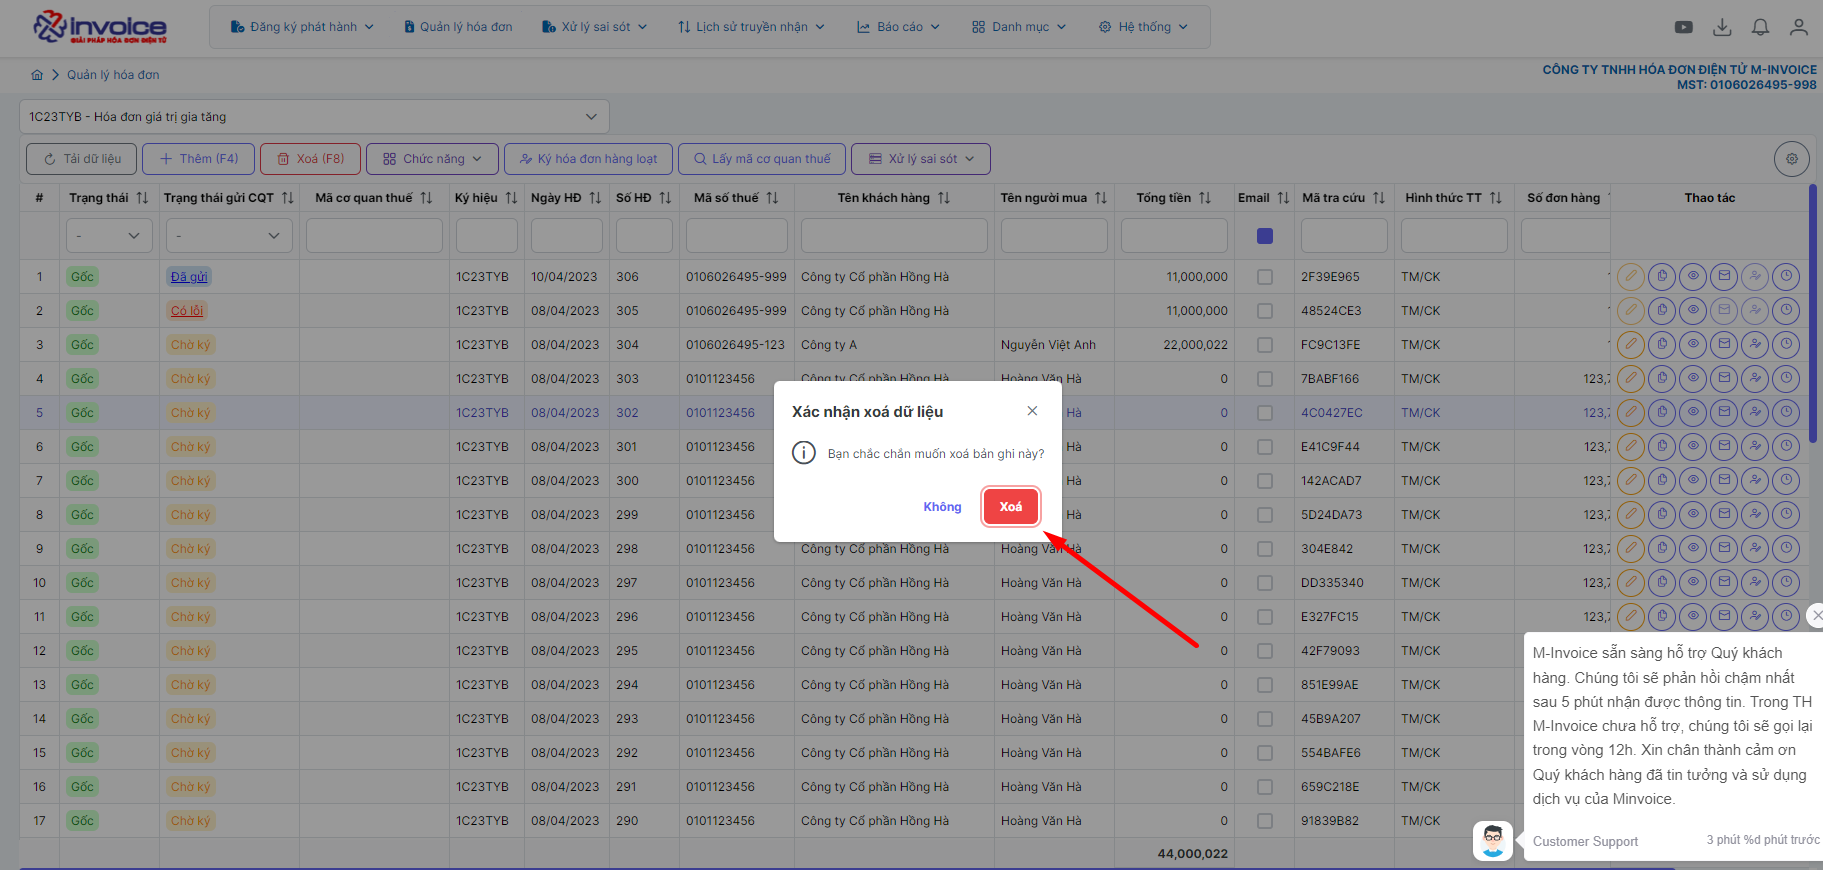 invoice
GIẢI PHÁP HÓA ĐƠN ĐIỆN TỬ
Đăng ký phát hành
Quản lý hóa đơn
Xử lý sai sót
Lịch sử truyền nhận
Báo cáo
Danh mục
Hệ thống
Quản lý hóa đơn
CÔNG TY TNHH HÓA ĐƠN ĐIỆN TỬ M-INVOICE
MST: 0106026495-998
1C23TYB - Hóa đơn giá trị gia tăng
Tải dữ liệu
Thêm (F4)
Xoá (F8)
Chức năng
Ký hóa đơn hàng loạt
Lấy mã cơ quan thuế
Xử lý sai sót
# Trạng thái Trạng thái gửi CQT Mã cơ quan thuế Ký hiệu Ngày HĐ Số HĐ Mã số thuế Tên khách hàng Tên người mua Tổng tiền Email Mã tra cứu Hình thức TT Số đơn hàng Thao tác
- -
1 Gốc Đã gửi 1C23TYB 10/04/2023 306 0106026495-999 Công ty Cổ phần Hồng Hà 11,000,000 2F39E965 TM/CK
2 Gốc Có lỗi 1C23TYB 08/04/2023 305 0106026495-999 Công ty Cổ phần Hồng Hà 11,000,000 48524CE3 TM/CK
3 Gốc Chờ ký 1C23TYB 08/04/2023 304 0106026495-123 Công ty A Nguyễn Việt Anh 22,000,022 FC9C13FE TM/CK
4 Gốc Chờ ký 1C23TYB 08/04/2023 303 0101123456 Công ty Cổ phần Hồng Hà Hoàng Văn Hà 0 7BABF166 TM/CK 123,7
5 Gốc Chờ ký 1C23TYB 08/04/2023 302 0101123456 Hà 0 4C0427EC TM/CK 123,7
6 Gốc Chờ ký 1C23TYB 08/04/2023 301 0101123456 Hà 0 E41C9F44 TM/CK 123,7
7 Gốc Chờ ký 1C23TYB 08/04/2023 300 0101123456 Hà 0 142ACAD7 TM/CK 123,7
8 Gốc Chờ ký 1C23TYB 08/04/2023 299 0101123456 Hà 0 5D24DA73 TM/CK 123,7
9 Gốc Chờ ký 1C23TYB 08/04/2023 298 0101123456 Công ty Cổ phần Hồng Hà Hoàng Văn Hà 0 304E842 TM/CK 123,7
10 Gốc Chờ ký 1C23TYB 08/04/2023 297 0101123456 Công ty Cổ phần Hồng Hà Hoàng Văn Hà 0 DD335340 TM/CK 123,7
11 Gốc Chờ ký 1C23TYB 08/04/2023 296 0101123456 Công ty Cổ phần Hồng Hà Hoàng Văn Hà 0 E327FC15 TM/CK 123,7
12 Gốc Chờ ký 1C23TYB 08/04/2023 295 0101123456 Công ty Cổ phần Hồng Hà Hoàng Văn Hà 0 42F79093 TM/CK
13 Gốc Chờ ký 1C23TYB 08/04/2023 294 0101123456 Công ty Cổ phần Hồng Hà Hoàng Văn Hà 0 851E99AE TM/CK
14 Gốc Chờ ký 1C23TYB 08/04/2023 293 0101123456 Công ty Cổ phần Hồng Hà Hoàng Văn Hà 0 45B9A207 TM/CK
15 Gốc Chờ ký 1C23TYB 08/04/2023 292 0101123456 Công ty Cổ phần Hồng Hà Hoàng Văn Hà 0 554BAFE6 TM/CK
16 Gốc Chờ ký 1C23TYB 08/04/2023 291 0101123456 Công ty Cổ phần Hồng Hà Hoàng Văn Hà 0 659C218E TM/CK
17 Gốc Chờ ký 1C23TYB 08/04/2023 290 0101123456 Công ty Cổ phần Hồng Hà Hoàng Văn Hà 0 91839B82 TM/CK
44,000,022
Xác nhận xoá dữ liệu
Bạn chắc chắn muốn xoá bản ghi này?
Không
Xoá
M-Invoice sẵn sàng hỗ trợ Quý khách
hàng. Chúng tôi sẽ phản hồi chậm nhất
sau 5 phút nhận được thông tin. Trong TH
M-Invoice chưa hỗ trợ, chúng tôi sẽ gọi lại
trong vòng 12h. Xin chân thành cảm ơn
Quý khách hàng đã tin tưởng và sử dụng
dịch vụ của Minvoice.
Customer Support
3 phút %d phút trước